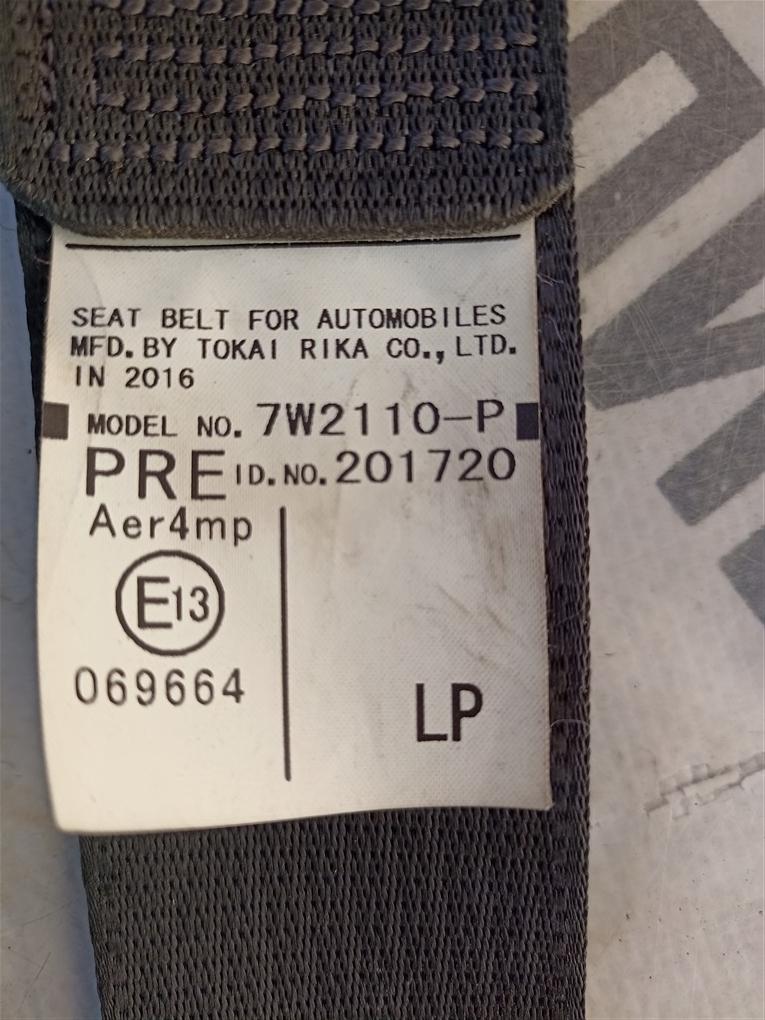 SEAT BELT FOR AUTOMOBILES
MFD. BY TOKAI RIKA CO., LTD.
IN 2016
MODEL NO. 7W2110-P
PRE ID. NO. 201720
Aer4mp
E13
069664
LP